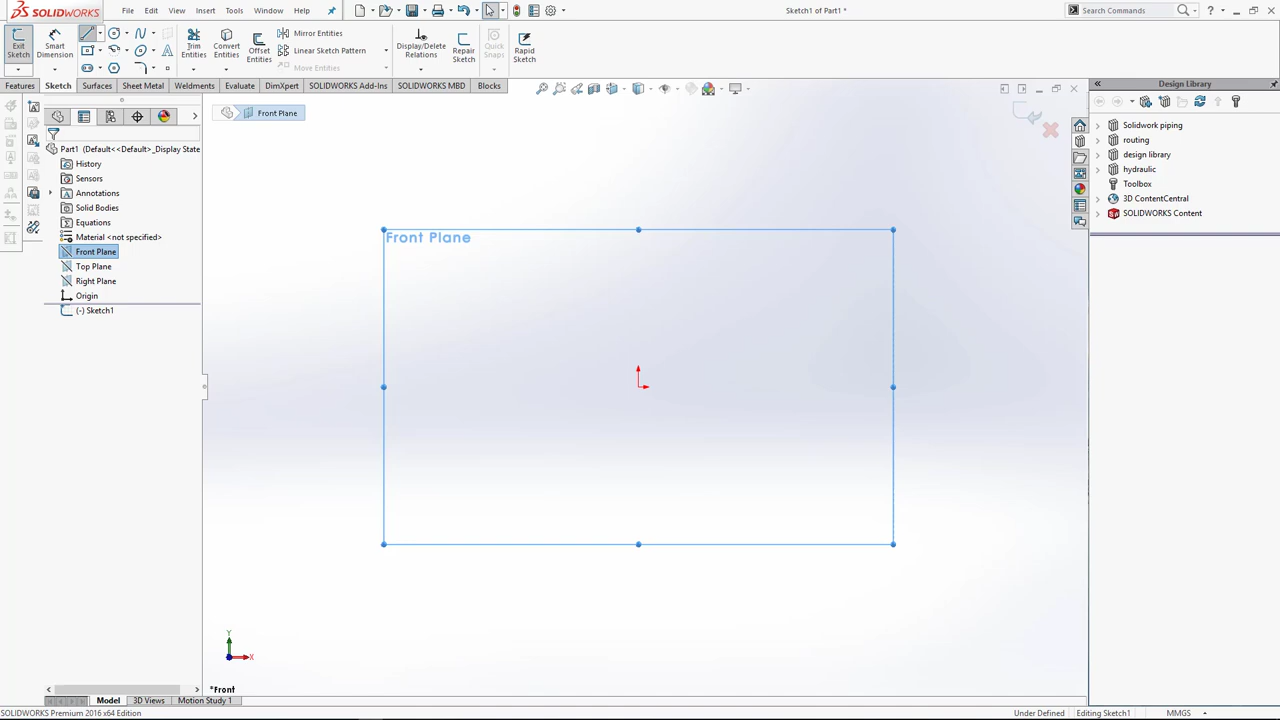 SOLIDWORKS
File
Edit
View
Insert
Tools
Window
Help
Sketch1 of Part1 *
Search Commands
Exit Sketch
Smart Dimension
Trim Entities
Convert Entities
Offset Entities
Mirror Entities
Linear Sketch Pattern
Move Entities
Display/Delete Relations
Repair Sketch
Quick Snaps
Rapid Sketch
Features
Sketch
Surfaces
Sheet Metal
Weldments
Evaluate
DimXpert
SOLIDWORKS Add-Ins
SOLIDWORKS MBD
Blocks
Design Library
Front Plane
Part1 (Default<<Default>_Display State
History
Sensors
Annotations
Solid Bodies
Equations
Material <not specified>
Front Plane
Top Plane
Right Plane
Origin
(-) Sketch1
Front Plane
Solidwork piping
routing
design library
hydraulic
Toolbox
3D ContentCentral
SOLIDWORKS Content
Y
X
*Front
Model
3D Views
Motion Study 1
SOLIDWORKS Premium 2016 x64 Edition
Under Defined
Editing Sketch1
MMGS